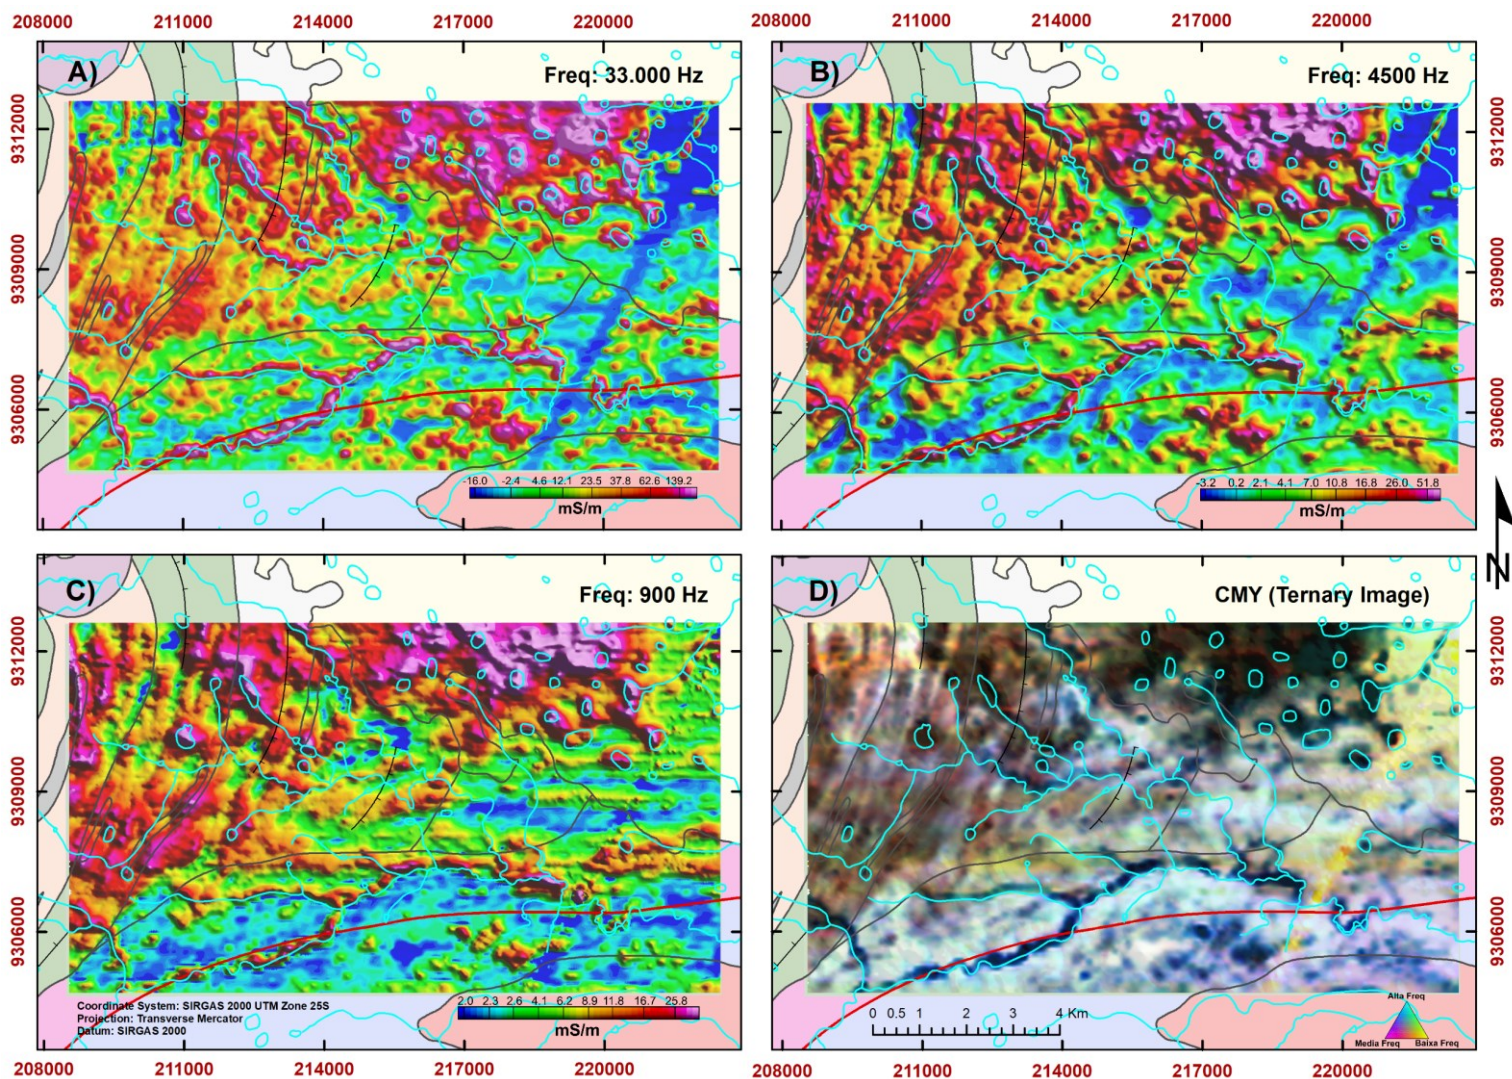 208000 211000 214000 217000 220000 208000 211000 214000 217000 220000
A) Freq: 33.000 Hz B) Freq: 4500 Hz
9312000 9312000
9309000 9309000
9306000 9306000
-16.0 -2.4 4.6 12.1 23.5 37.8 62.6 139.2
mS/m
-3.2 0.2 2.1 4.1 7.0 10.8 16.8 26.0 51.8
mS/m
N
C) Freq: 900 Hz D) CMY (Ternary Image)
9312000 9312000
9309000 9309000
9306000 9306000
Coordinate System: SIRGAS 2000 UTM Zone 25S
Projection: Transverse Mercator
Datum: SIRGAS 2000
2.0 2.3 2.6 4.1 6.2 8.9 11.8 16.7 25.8
mS/m
0 0.5 1 2 3 4 Km
Alta Freq
Media Freq Baixa Freq
208000 211000 214000 217000 220000 208000 211000 214000 217000 220000